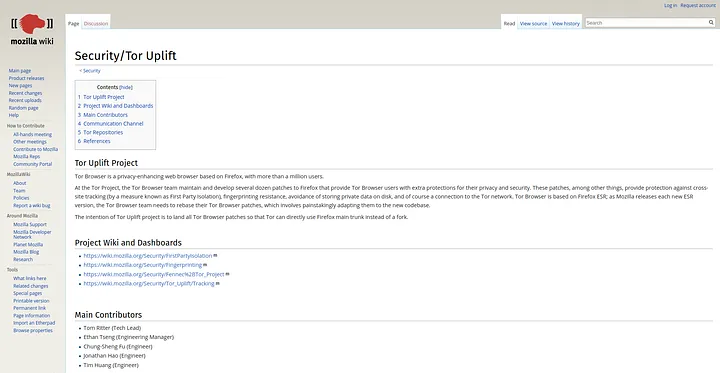 Log in Request account
[[ ]]
mozilla wiki
Page Discussion
Read View source View history
Search
Main page
Product releases
New pages
Recent changes
Recent uploads
Random page
Help
How to Contribute
All-hands meeting
Other meetings
Contribute to Mozilla
Mozilla Reps
Community Portal
MozillaWiki
About
Team
Policies
Report a wiki bug
Around Mozilla
Mozilla Support
Mozilla Developer
Network
Planet Mozilla
Mozilla Blog
Research
Tools
What links here
Related changes
Special pages
Printable version
Permanent link
Page information
Import an Etherpad
Browse properties
Security/Tor Uplift
< Security
Contents [hide]
1 Tor Uplift Project
2 Project Wiki and Dashboards
3 Main Contributors
4 Communication Channel
5 Tor Repositories
6 References
Tor Uplift Project
Tor Browser is a privacy-enhancing web browser based on Firefox, with more than a million users.
At the Tor Project, the Tor Browser team maintain and develop several dozen patches to Firefox that provide Tor Browser users with extra protections for their privacy and security. These patches, among other things, provide protection against cross-
site tracking (by a measure known as First Party Isolation), fingerprinting resistance, avoidance of storing private data on disk, and of course a connection to the Tor network. Tor Browser is based on Firefox ESR; as Mozilla releases each new ESR
version, the Tor Browser team needs to rebase their Tor Browser patches, which involves painstakingly adapting them to the new codebase.
The intention of Tor Uplift project is to land all Tor Browser patches so that Tor can directly use Firefox main trunk instead of a fork.
Project Wiki and Dashboards
https://wiki.mozilla.org/Security/FirstPartyIsolation
https://wiki.mozilla.org/Security/Fingerprinting
https://wiki.mozilla.org/Security/Fennec%2BTor_Project
https://wiki.mozilla.org/Security/Tor_Uplift/Tracking
Main Contributors
Tom Ritter (Tech Lead)
Ethan Tseng (Engineering Manager)
Chung-Sheng Fu (Engineer)
Jonathan Hao (Engineer)
Tim Huang (Engineer)